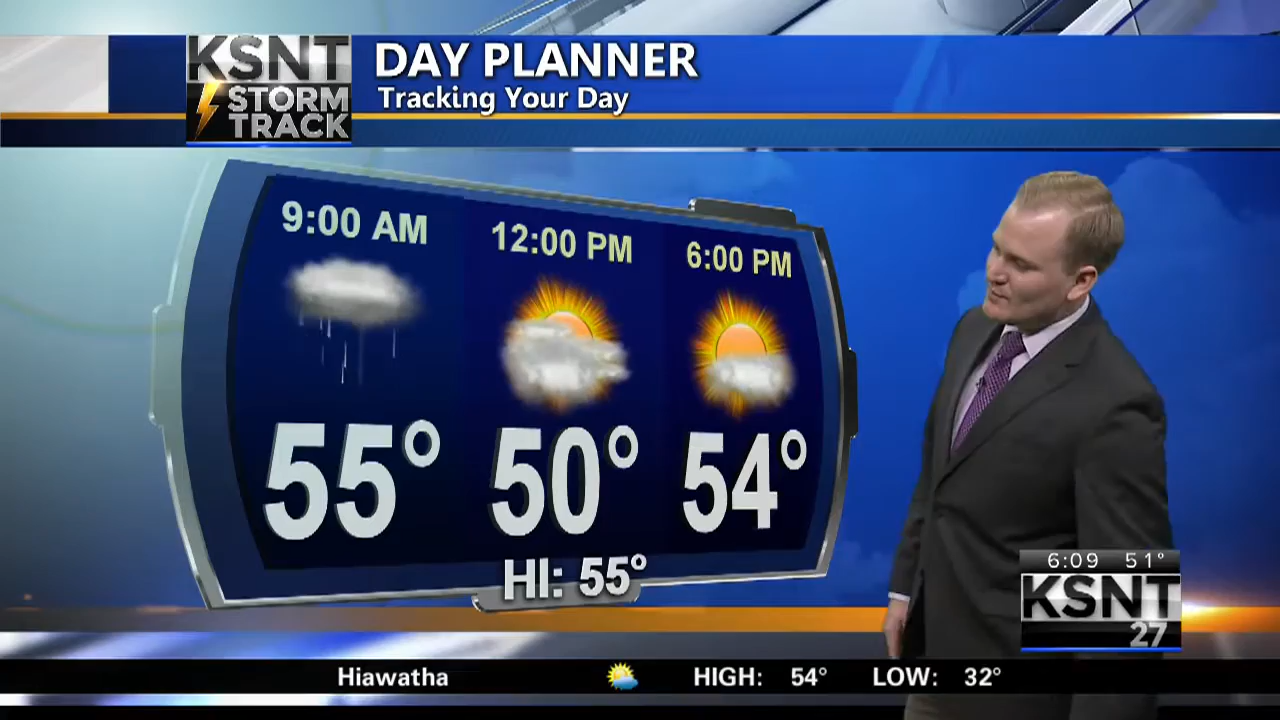 KSNT
STORM
TRACK
DAY PLANNER
Tracking Your Day
9:00 AM
12:00 PM
6:00 PM
55°
50°
54°
HI: 55°
6:09 51°
KSNT
27
Hiawatha HIGH: 54° LOW: 32°